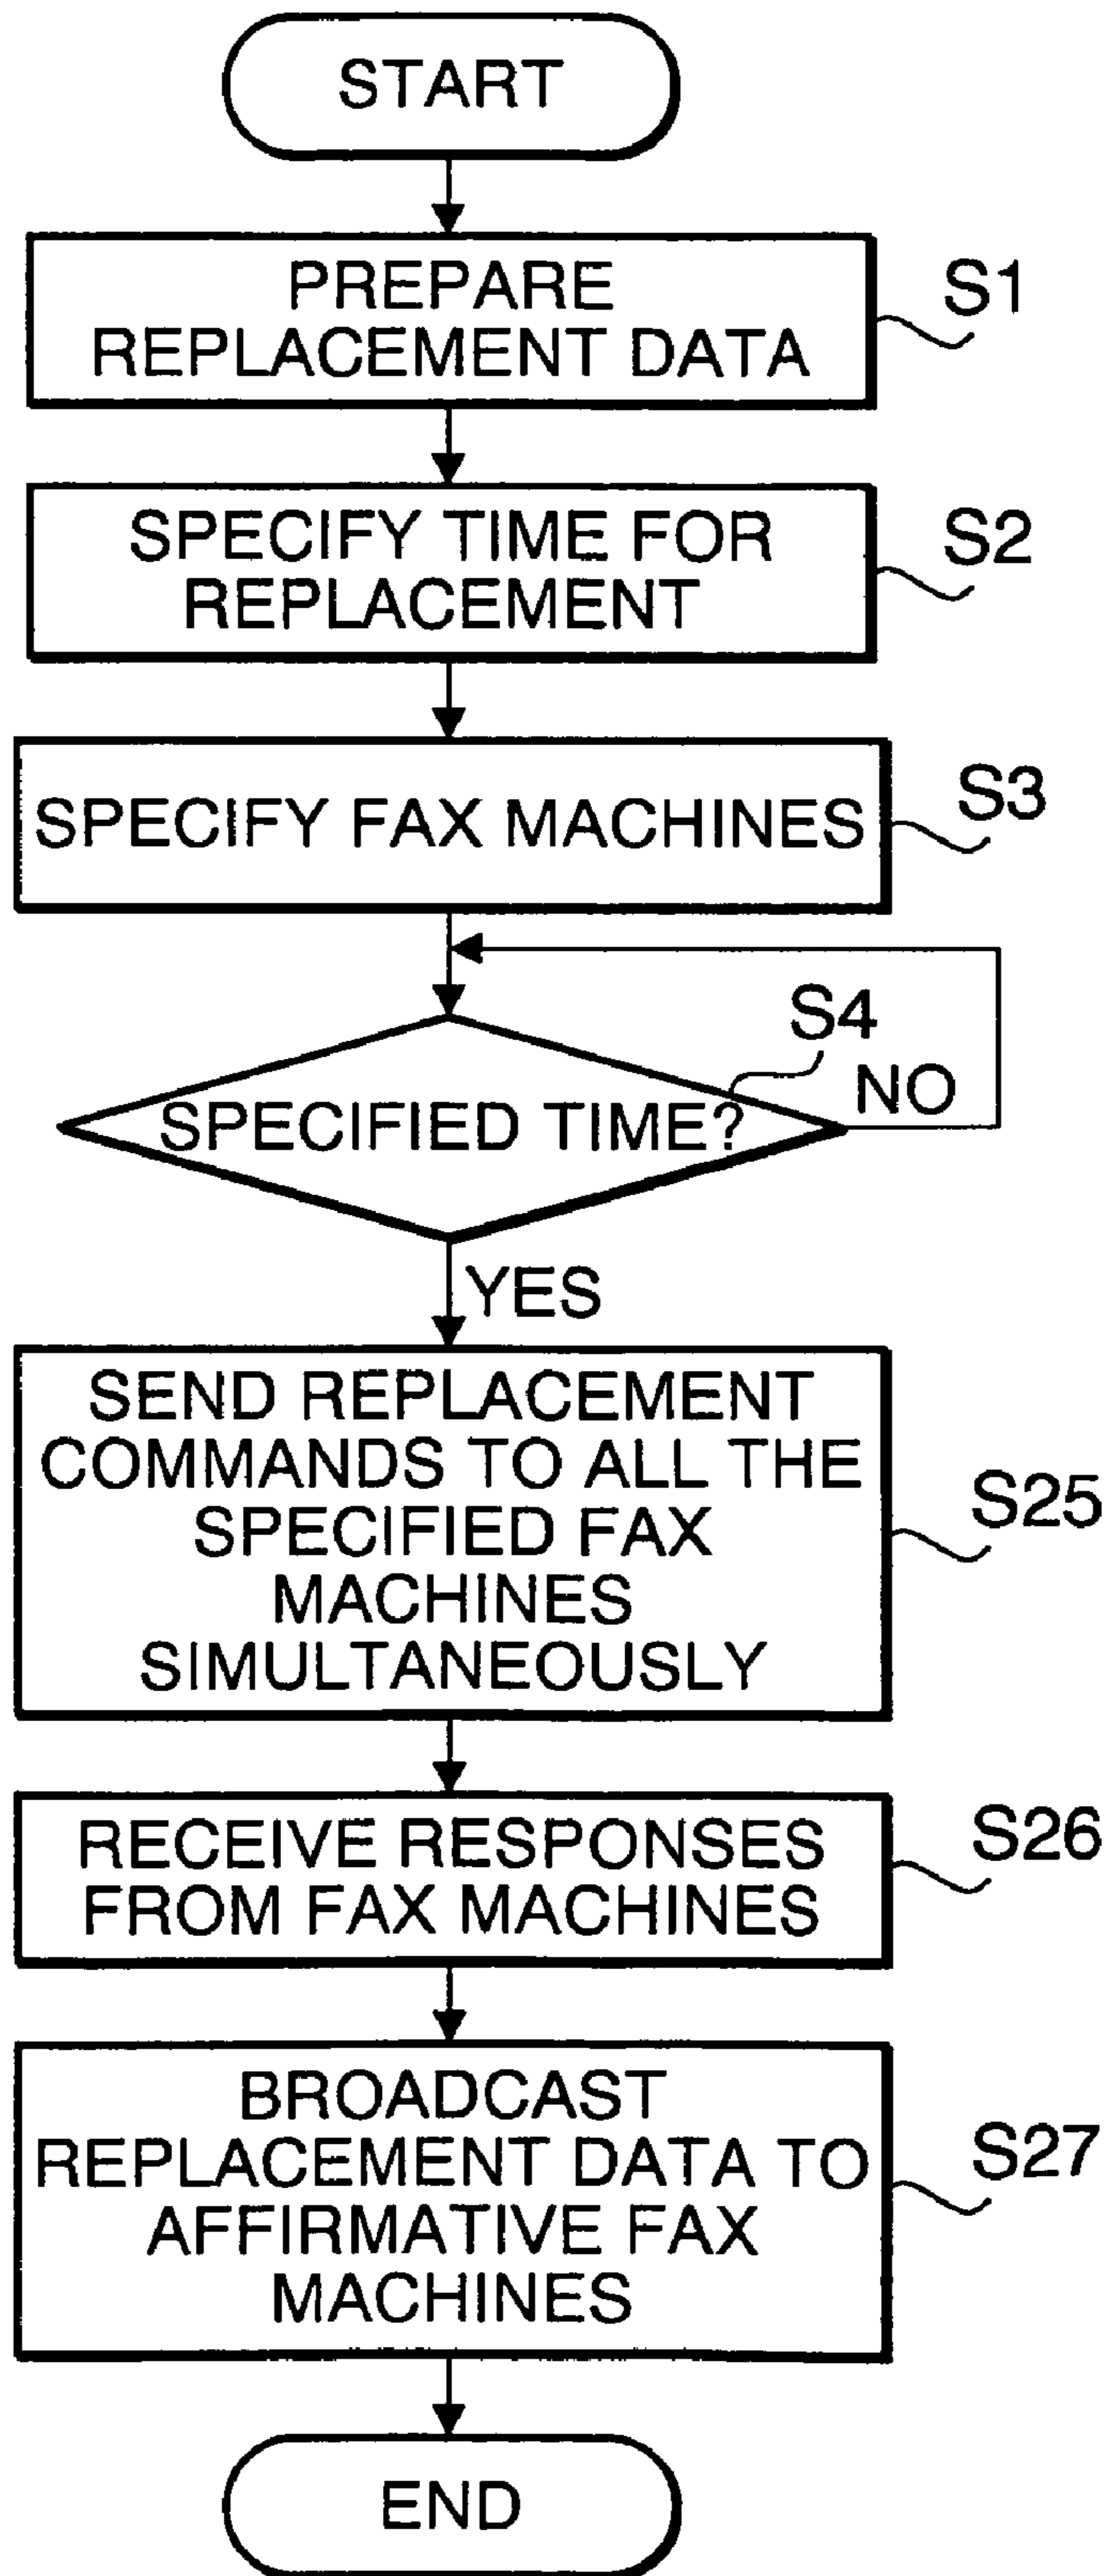 START
PREPARE
REPLACEMENT DATA
S1
SPECIFY TIME FOR
REPLACEMENT
S2
SPECIFY FAX MACHINES
S3
S4
SPECIFIED TIME?
NO
YES
SEND REPLACEMENT
COMMANDS TO ALL THE
SPECIFIED FAX
MACHINES
SIMULTANEOUSLY
S25
RECEIVE RESPONSES
FROM FAX MACHINES
S26
BROADCAST
REPLACEMENT DATA TO
AFFIRMATIVE FAX
MACHINES
S27
END